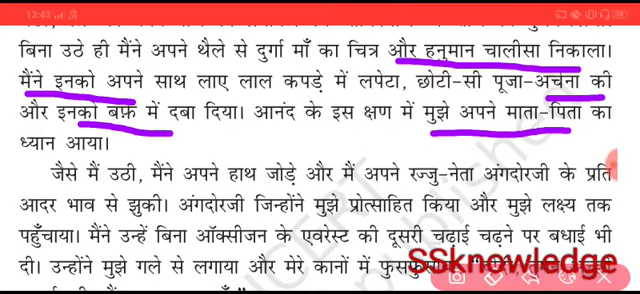 13:43
बिना उठे ही मैंने अपने थैले से दुर्गा माँ का चित्र और हनुमान चालीसा निकाला।
मैंने इनको अपने साथ लाए लाल कपड़े में लपेटा, छोटी-सी पूजा-अर्चना की
और इनको बर्फ़ में दबा दिया। आनंद के इस क्षण में मुझे अपने माता-पिता का
ध्यान आया।
जैसे मैं उठी, मैंने अपने हाथ जोड़े और मैं अपने रज्जु-नेता अंगदोरजी के प्रति
आदर भाव से झुकी। अंगदोरजी जिन्होंने मुझे प्रोत्साहित किया और मुझे लक्ष्य तक
पहुँचाया। मैंने उन्हें बिना ऑक्सीजन के एवरेस्ट की दूसरी चढ़ाई चढ़ने पर बधाई भी
दी। उन्होंने मुझे गले से लगाया और मेरे कानों में
SSknowledge